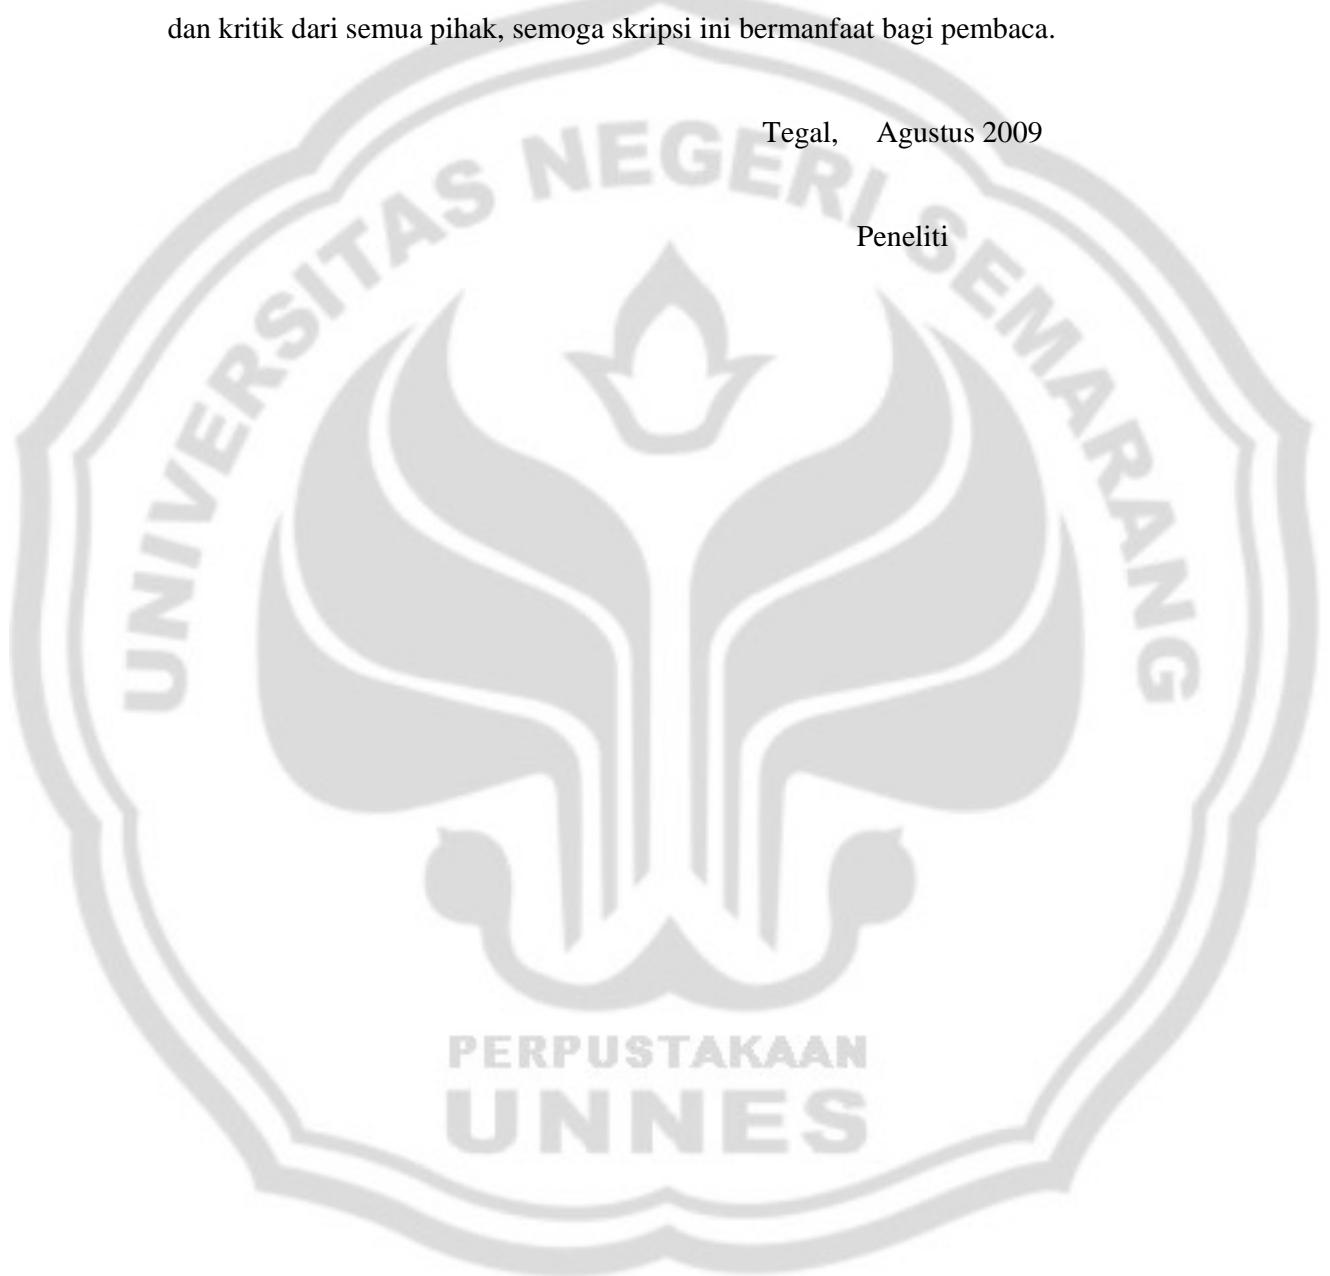 dan kritik dari semua pihak, semoga skripsi ini bermanfaat bagi pembaca.
Tegal, Agustus 2009
Peneliti
UNIVERSITAS NEGERI SEMARANG
PERPUSTAKAAN
UNNES